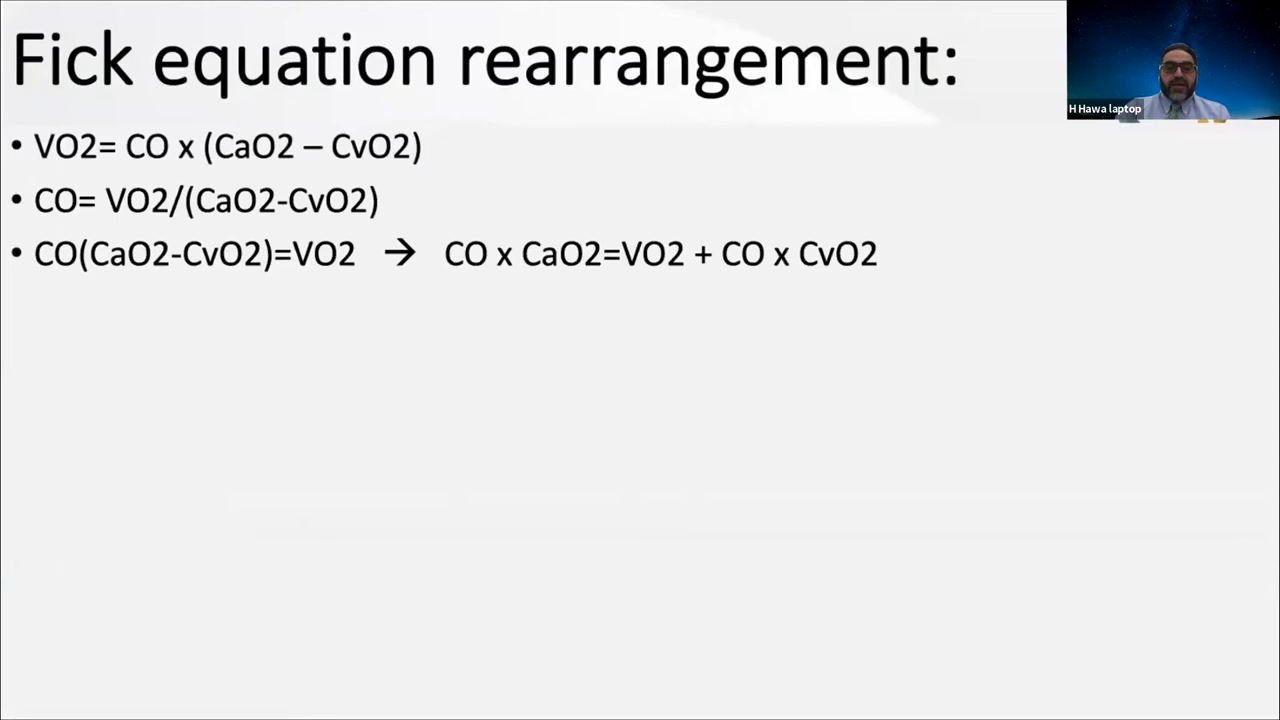 Fick equation rearrangement:
H Hawa laptop
• VO2= CO x (CaO2 – CvO2)
• CO= VO2/(CaO2-CvO2)
• CO(CaO2-CvO2)=VO2 → CO x CaO2=VO2 + CO x CvO2